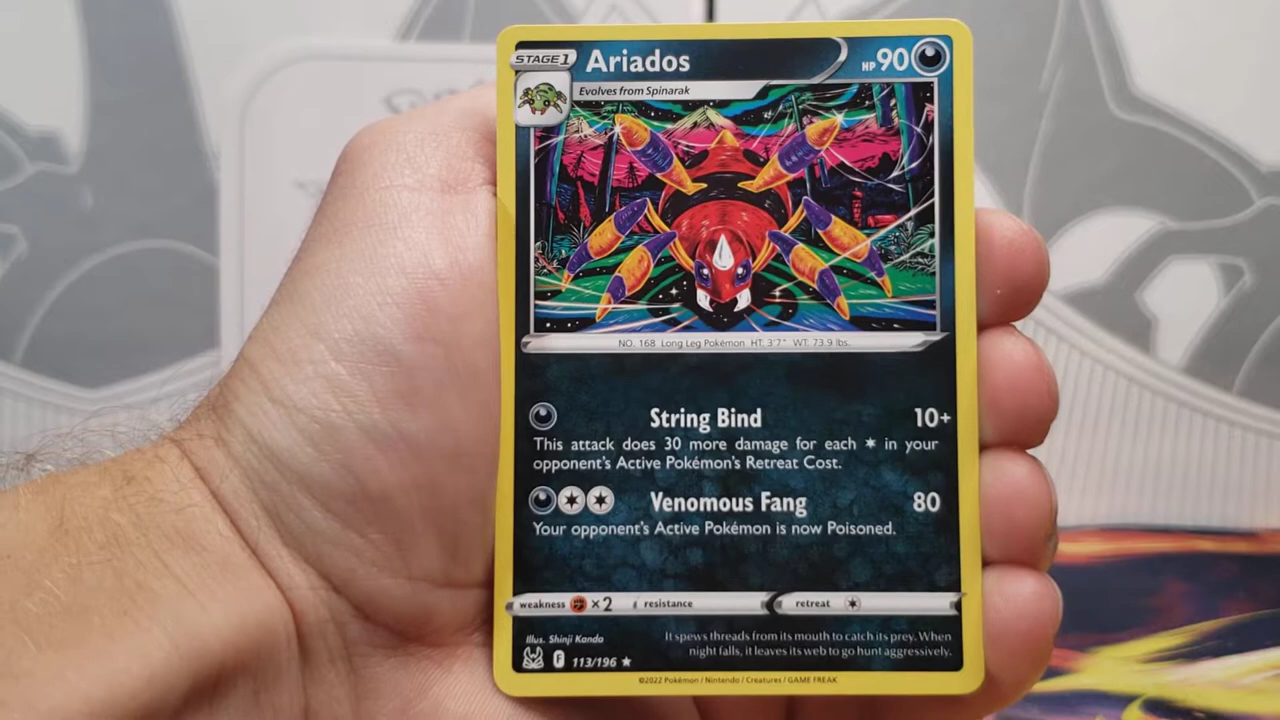 STAGE 1
Ariados
HP 90
Evolves from Spinarak
NO. 168 Long Leg Pokémon HT: 3'7" WT: 73.9 lbs.
String Bind 10+
This attack does 30 more damage for each ✱ in your
opponent's Active Pokémon's Retreat Cost.
Venomous Fang 80
Your opponent's Active Pokémon is now Poisoned.
weakness ×2 resistance retreat
Illus. Shinji Kanda
It spews threads from its mouth to catch its prey. When
night falls, it leaves its web to go hunt aggressively.
F 113/196 ★
©2022 Pokémon / Nintendo / Creatures / GAME FREAK